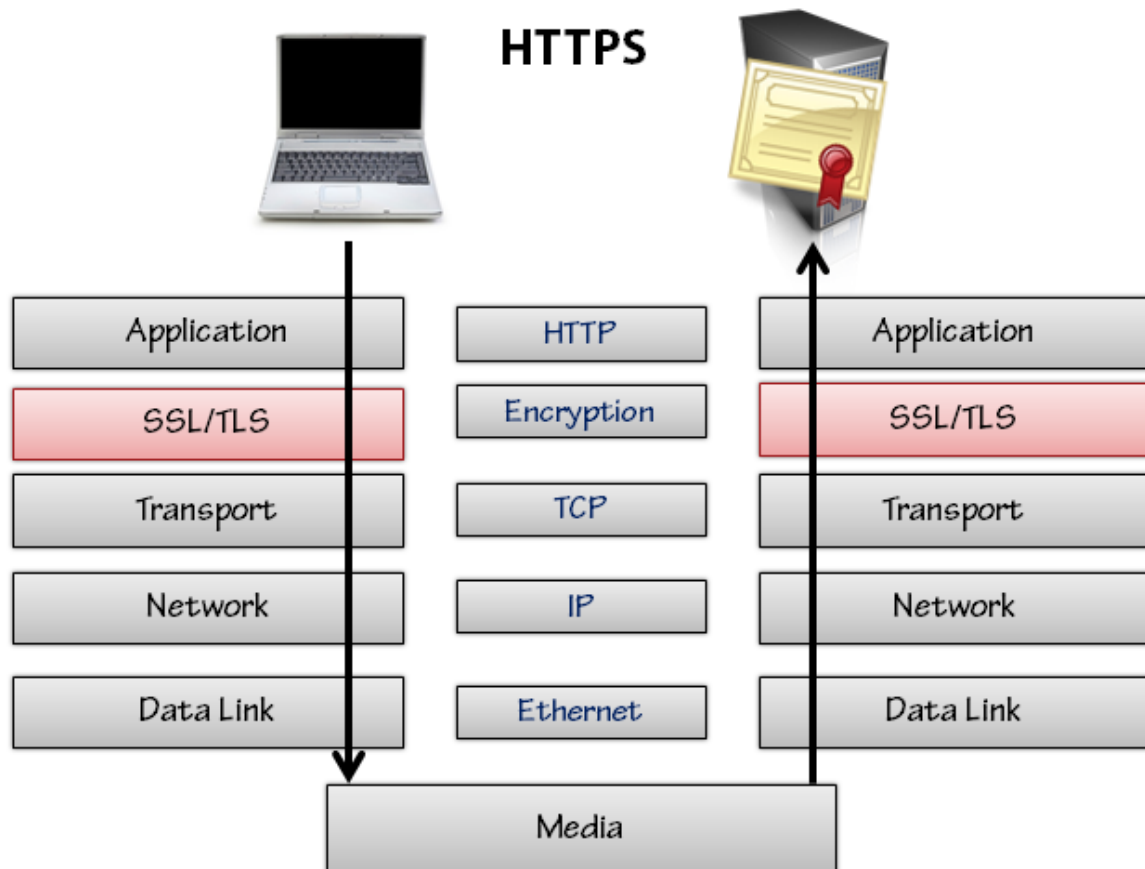 HTTPS
Application
HTTP
Application
SSL/TLS
Encryption
SSL/TLS
Transport
TCP
Transport
Network
IP
Network
Data Link
Ethernet
Data Link
Media